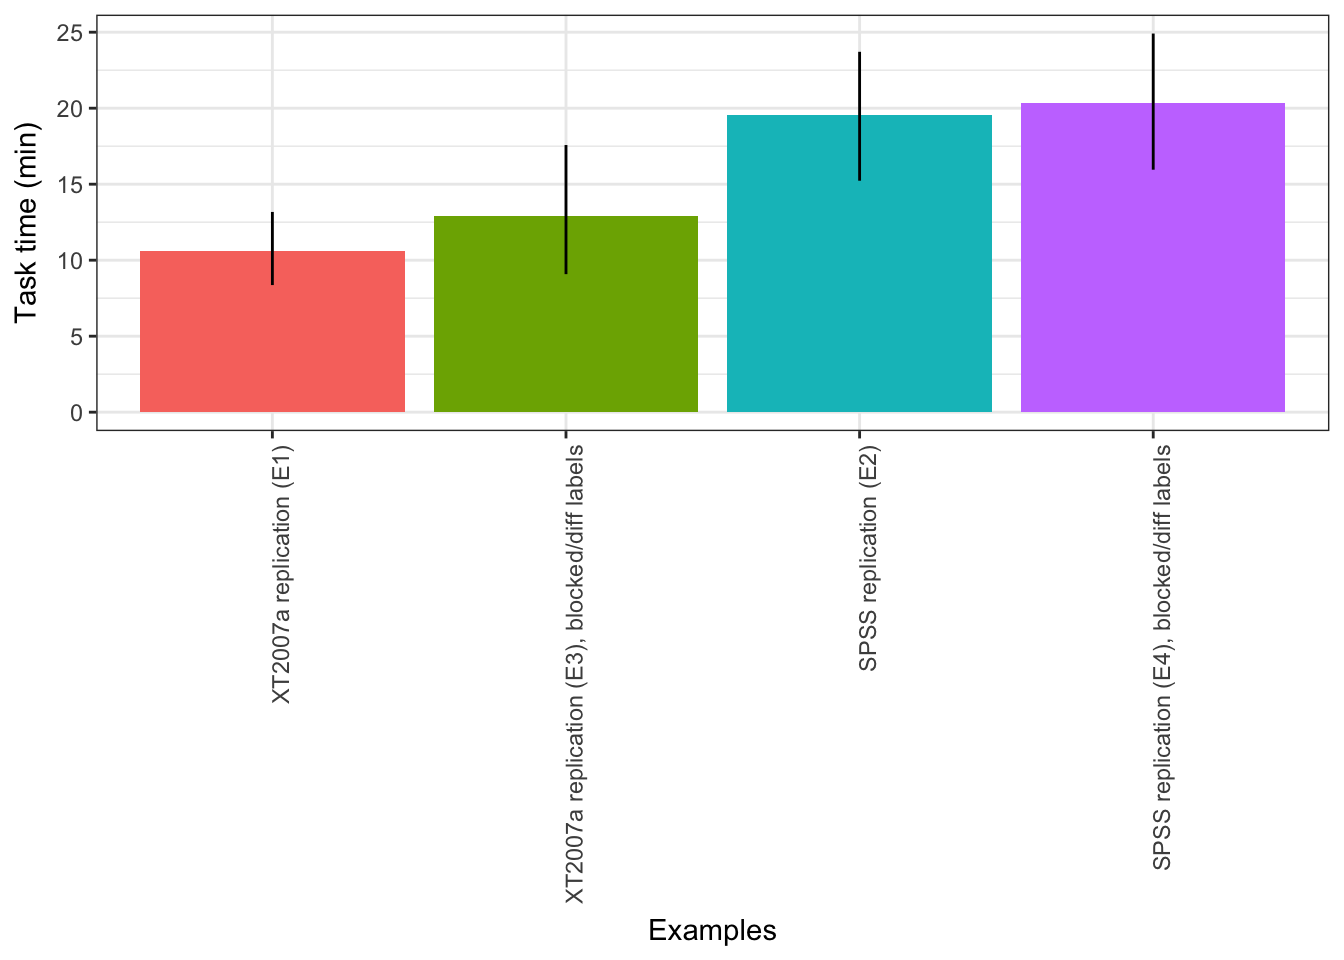 Task time (min)
25
20
15
10
5
0
XT2007a replication (E1)
XT2007a replication (E3), blocked/diff labels
SPSS replication (E2)
SPSS replication (E4), blocked/diff labels
Examples